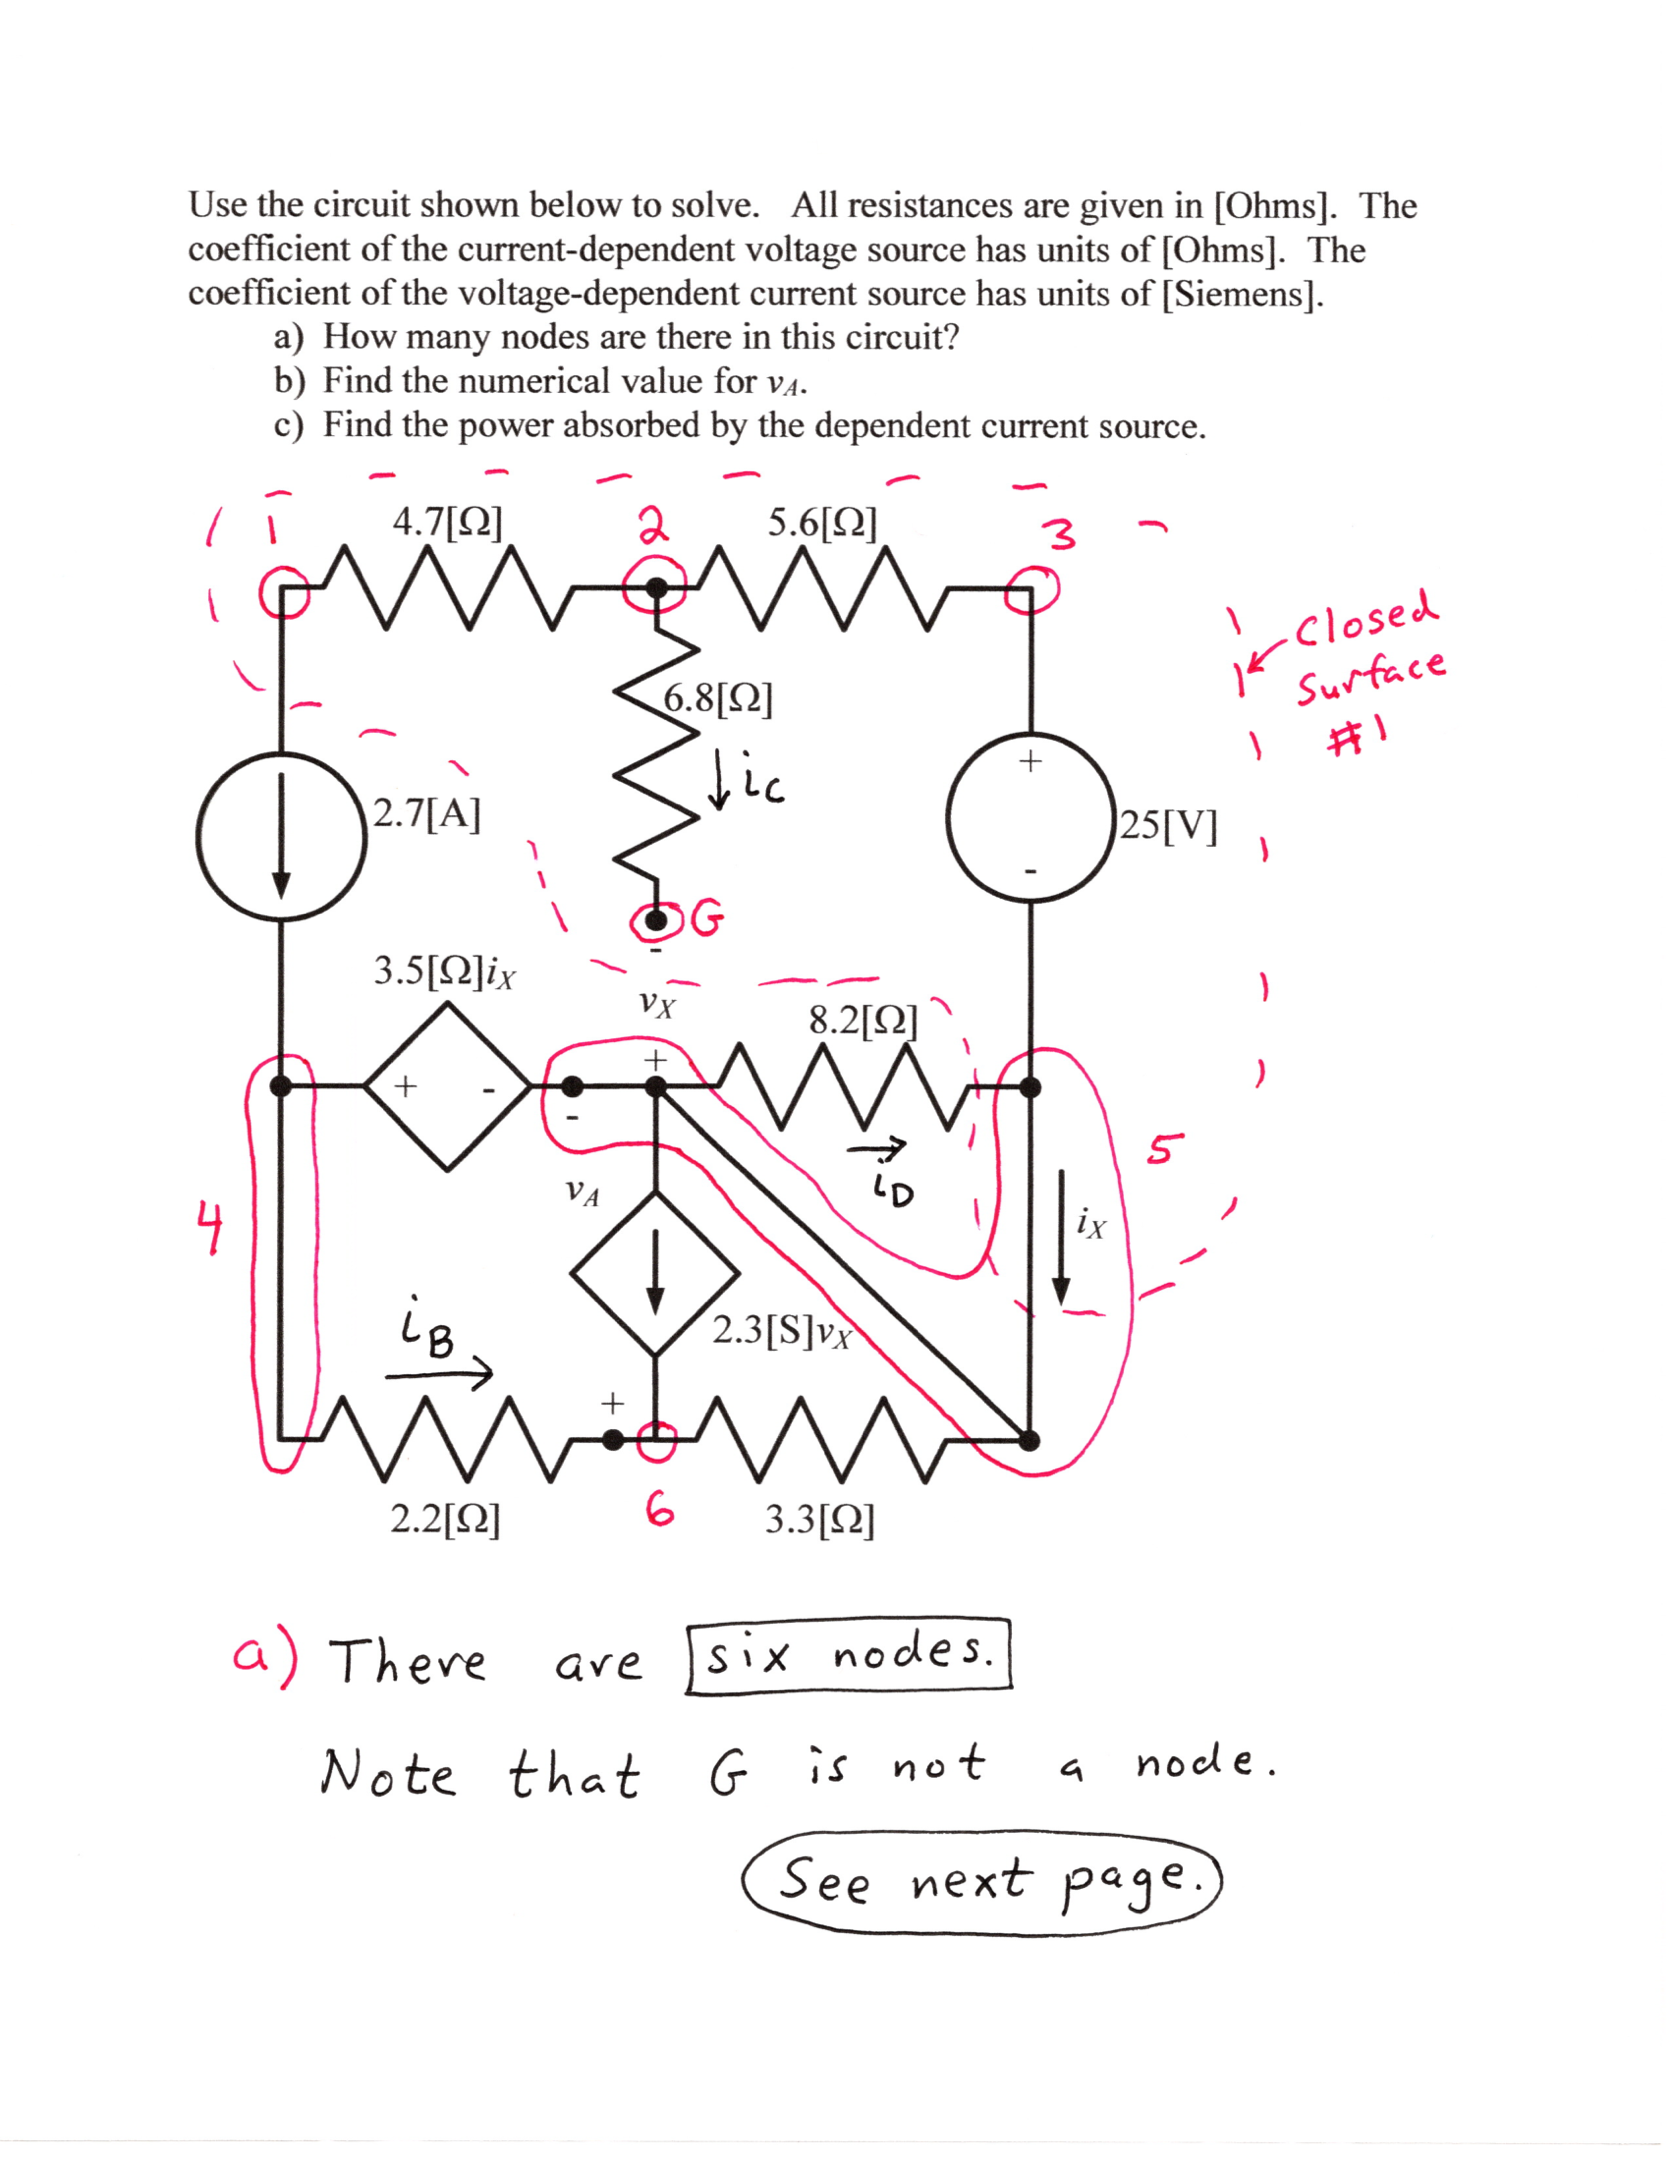 Use the circuit shown below to solve. All resistances are given in [Ohms]. The
coefficient of the current-dependent voltage source has units of [Ohms]. The
coefficient of the voltage-dependent current source has units of [Siemens].
a) How many nodes are there in this circuit?
b) Find the numerical value for vA.
c) Find the power absorbed by the dependent current source.
1
4.7[Ω]
2
5.6[Ω]
3
6.8[Ω]
iC
Closed
Surface
#1
2.7[A]
+
25[V]
-
G
-
3.5[Ω]iX
vX
8.2[Ω]
+
+ -
-
5
vA
iD
4
iX
iB
2.3[S]vX
+
2.2[Ω]
6
3.3[Ω]
a) There are six nodes.
Note that G is not a node.
See next page.